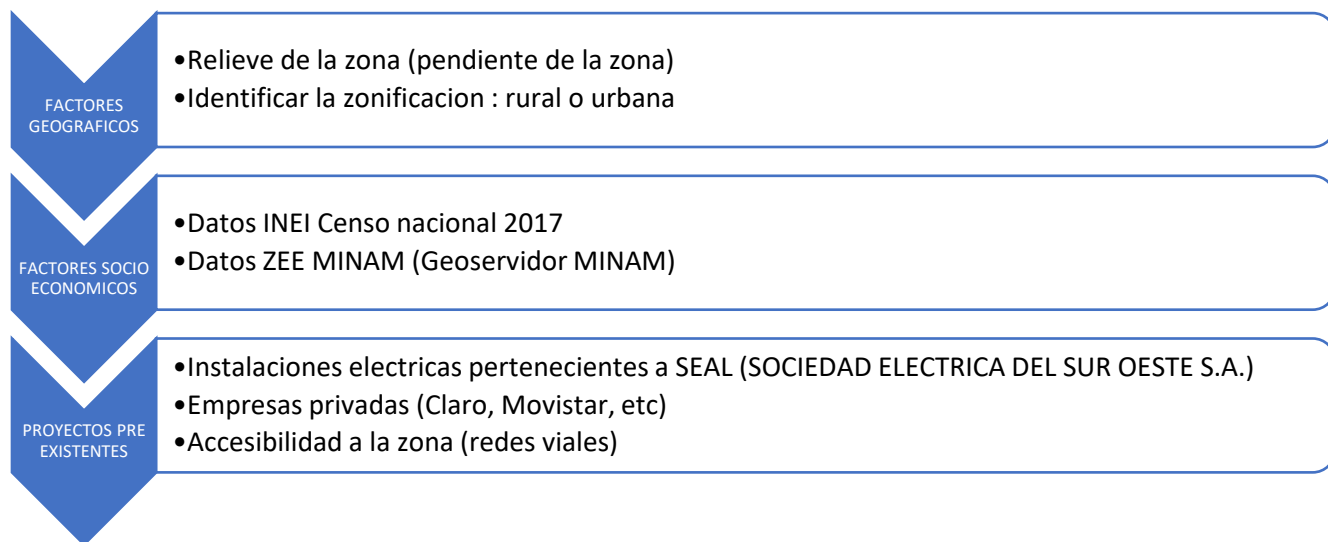 FACTORES
GEOGRAFICOS
•Relieve de la zona (pendiente de la zona)
•Identificar la zonificacion : rural o urbana
FACTORES SOCIO
ECONOMICOS
•Datos INEI Censo nacional 2017
•Datos ZEE MINAM (Geoservidor MINAM)
PROYECTOS PRE
EXISTENTES
•Instalaciones electricas pertenecientes a SEAL (SOCIEDAD ELECTRICA DEL SUR OESTE S.A.)
•Empresas privadas (Claro, Movistar, etc)
•Accesibilidad a la zona (redes viales)